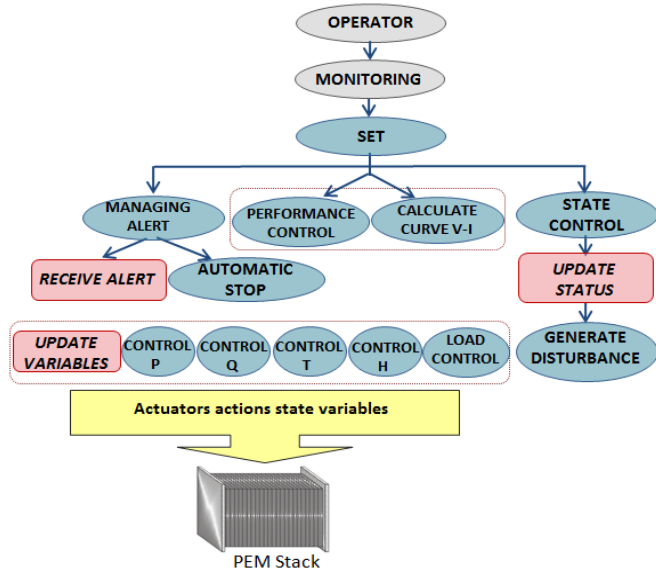 OPERATOR
MONITORING
SET
MANAGING
ALERT
PERFORMANCE
CONTROL
CALCULATE
CURVE V-I
STATE
CONTROL
RECEIVE ALERT
AUTOMATIC
STOP
UPDATE
STATUS
UPDATE
VARIABLES
CONTROL
P
CONTROL
Q
CONTROL
T
CONTROL
H
LOAD
CONTROL
GENERATE
DISTURBANCE
Actuators actions state variables
PEM Stack